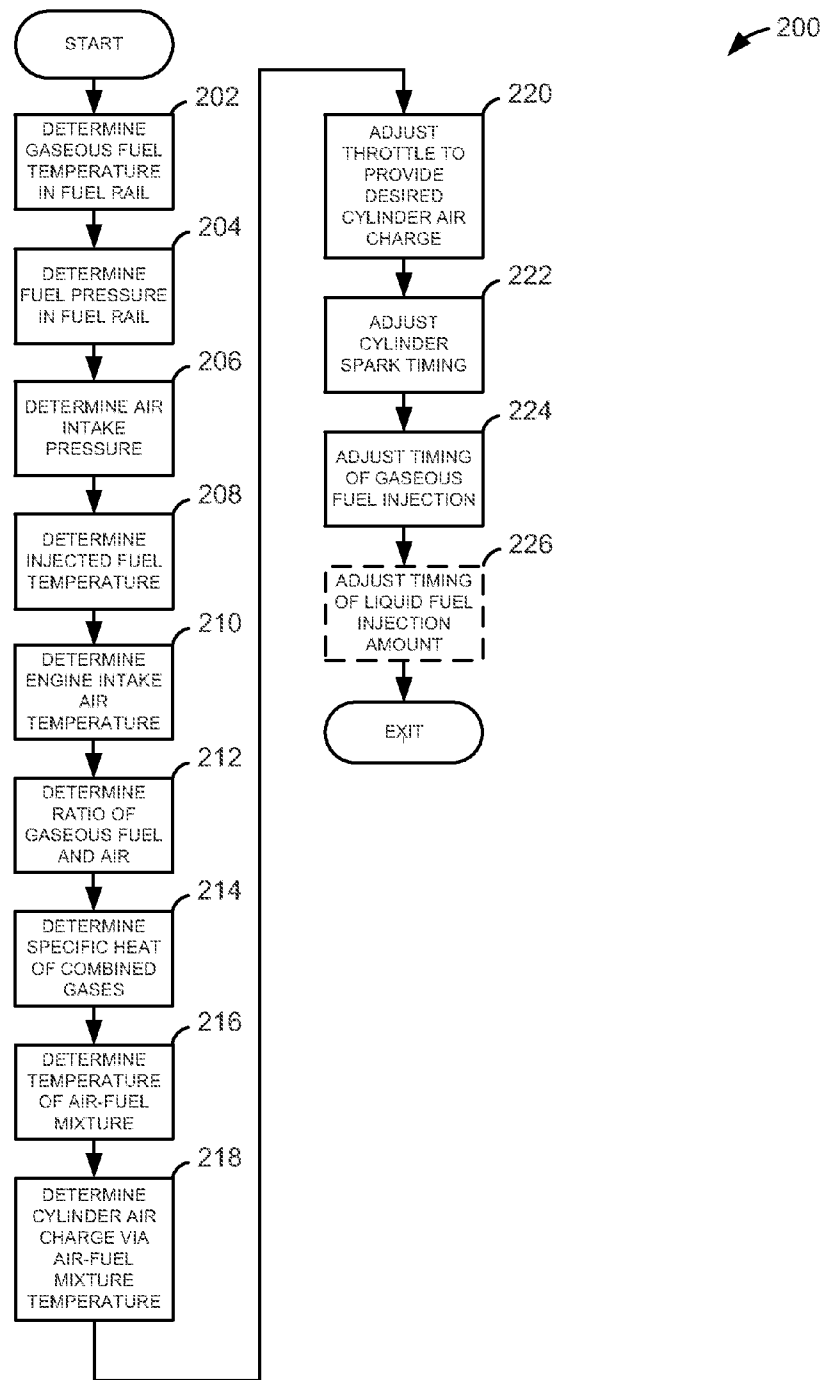 200
START
202
DETERMINE
GASEOUS FUEL
TEMPERATURE
IN FUEL RAIL
204
DETERMINE
FUEL PRESSURE
IN FUEL RAIL
206
DETERMINE AIR
INTAKE
PRESSURE
208
DETERMINE
INJECTED FUEL
TEMPERATURE
210
DETERMINE
ENGINE INTAKE
AIR
TEMPERATURE
212
DETERMINE
RATIO OF
GASEOUS FUEL
AND AIR
214
DETERMINE
SPECIFIC HEAT
OF COMBINED
GASES
216
DETERMINE
TEMPERATURE
OF AIR-FUEL
MIXTURE
218
DETERMINE
CYLINDER AIR
CHARGE VIA
AIR-FUEL
MIXTURE
TEMPERATURE
220
ADJUST
THROTTLE TO
PROVIDE
DESIRED
CYLINDER AIR
CHARGE
222
ADJUST
CYLINDER
SPARK TIMING
224
ADJUST TIMING
OF GASEOUS
FUEL INJECTION
226
ADJUST TIMING
OF LIQUID FUEL
INJECTION
AMOUNT
EXIT